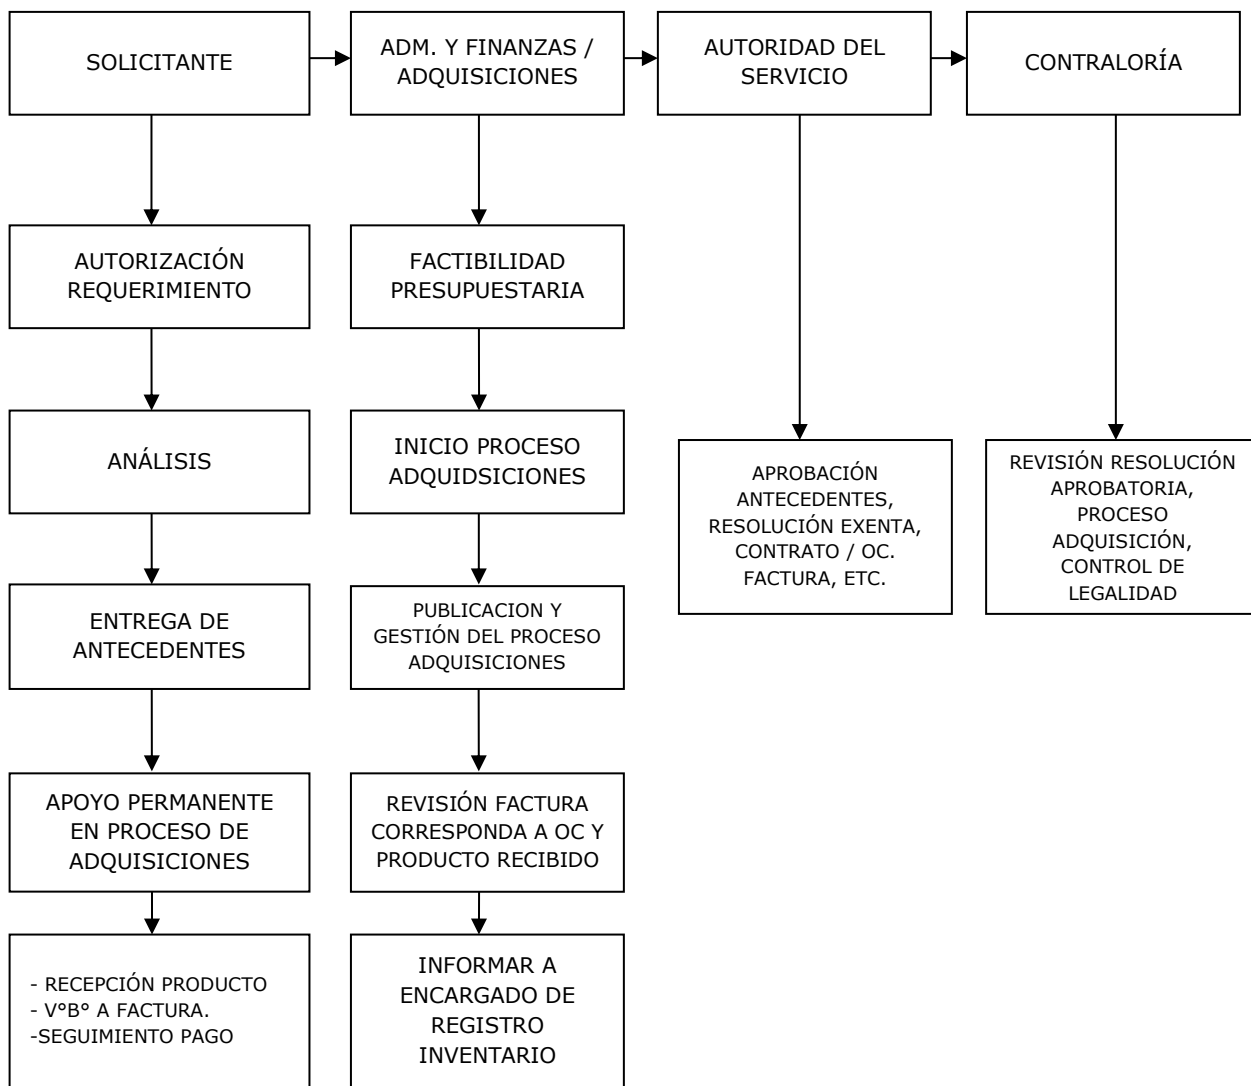 SOLICITANTE
ADM. Y FINANZAS /
ADQUISICIONES
AUTORIDAD DEL
SERVICIO
CONTRALORÍA
AUTORIZACIÓN
REQUERIMIENTO
FACTIBILIDAD
PRESUPUESTARIA
ANÁLISIS
INICIO PROCESO
ADQUIDSICIONES
APROBACIÓN
ANTECEDENTES,
RESOLUCIÓN EXENTA,
CONTRATO / OC.
FACTURA, ETC.
REVISIÓN RESOLUCIÓN
APROBATORIA,
PROCESO
ADQUISICIÓN,
CONTROL DE
LEGALIDAD
ENTREGA DE
ANTECEDENTES
PUBLICACION Y
GESTIÓN DEL PROCESO
ADQUISICIONES
APOYO PERMANENTE
EN PROCESO DE
ADQUISICIONES
REVISIÓN FACTURA
CORRESPONDA A OC Y
PRODUCTO RECIBIDO
- RECEPCIÓN PRODUCTO
- V°B° A FACTURA.
-SEGUIMIENTO PAGO
INFORMAR A
ENCARGADO DE
REGISTRO
INVENTARIO